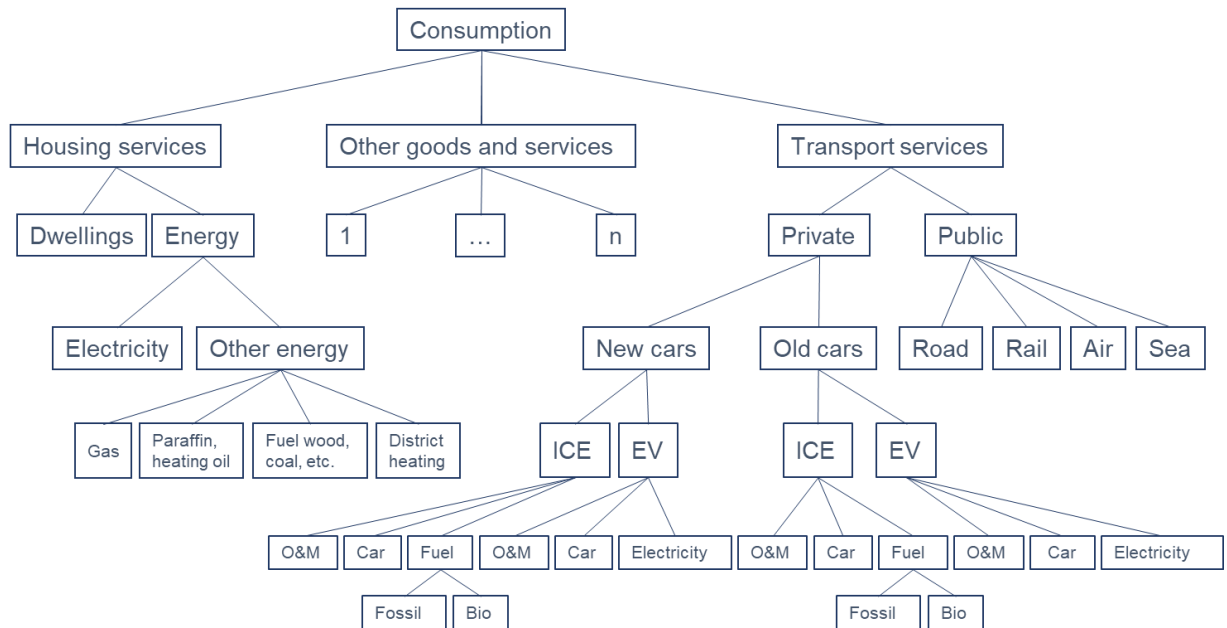 Consumption
Housing services
Other goods and services
Transport services
Dwellings
Energy
1
...
n
Private
Public
Electricity
Other energy
New cars
Old cars
Road
Rail
Air
Sea
Gas
Paraffin,
heating oil
Fuel wood,
coal, etc.
District
heating
ICE
EV
ICE
EV
O&M
Car
Fuel
O&M
Car
Electricity
O&M
Car
Fuel
O&M
Car
Electricity
Fossil
Bio
Fossil
Bio